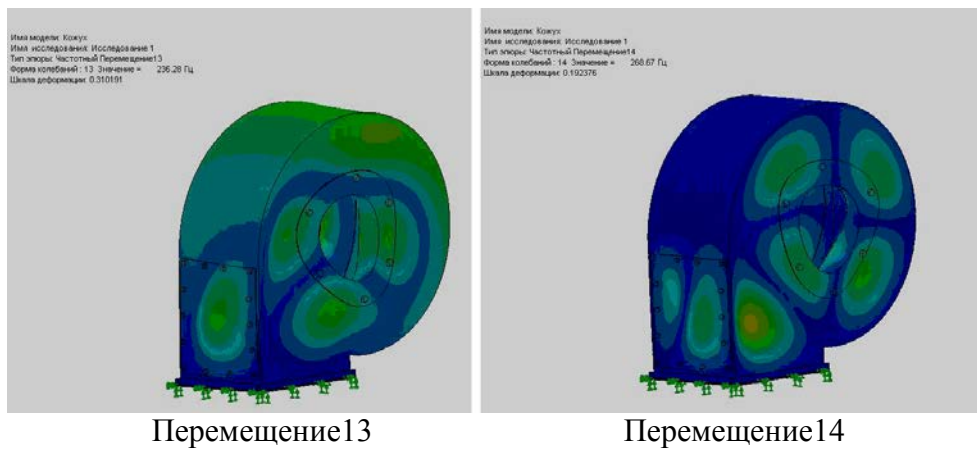 Имя модели: Кожух
Имя исследования: Исследование 1
Тип эпюры: Частотный Перемещение13
Форма колебаний : 13 Значение = 236.28 Гц
Шкала деформации: 0.310191
Имя модели: Кожух
Имя исследования: Исследование 1
Тип эпюры: Частотный Перемещение14
Форма колебаний : 14 Значение = 268.67 Гц
Шкала деформации: 0.192376
Перемещение13
Перемещение14